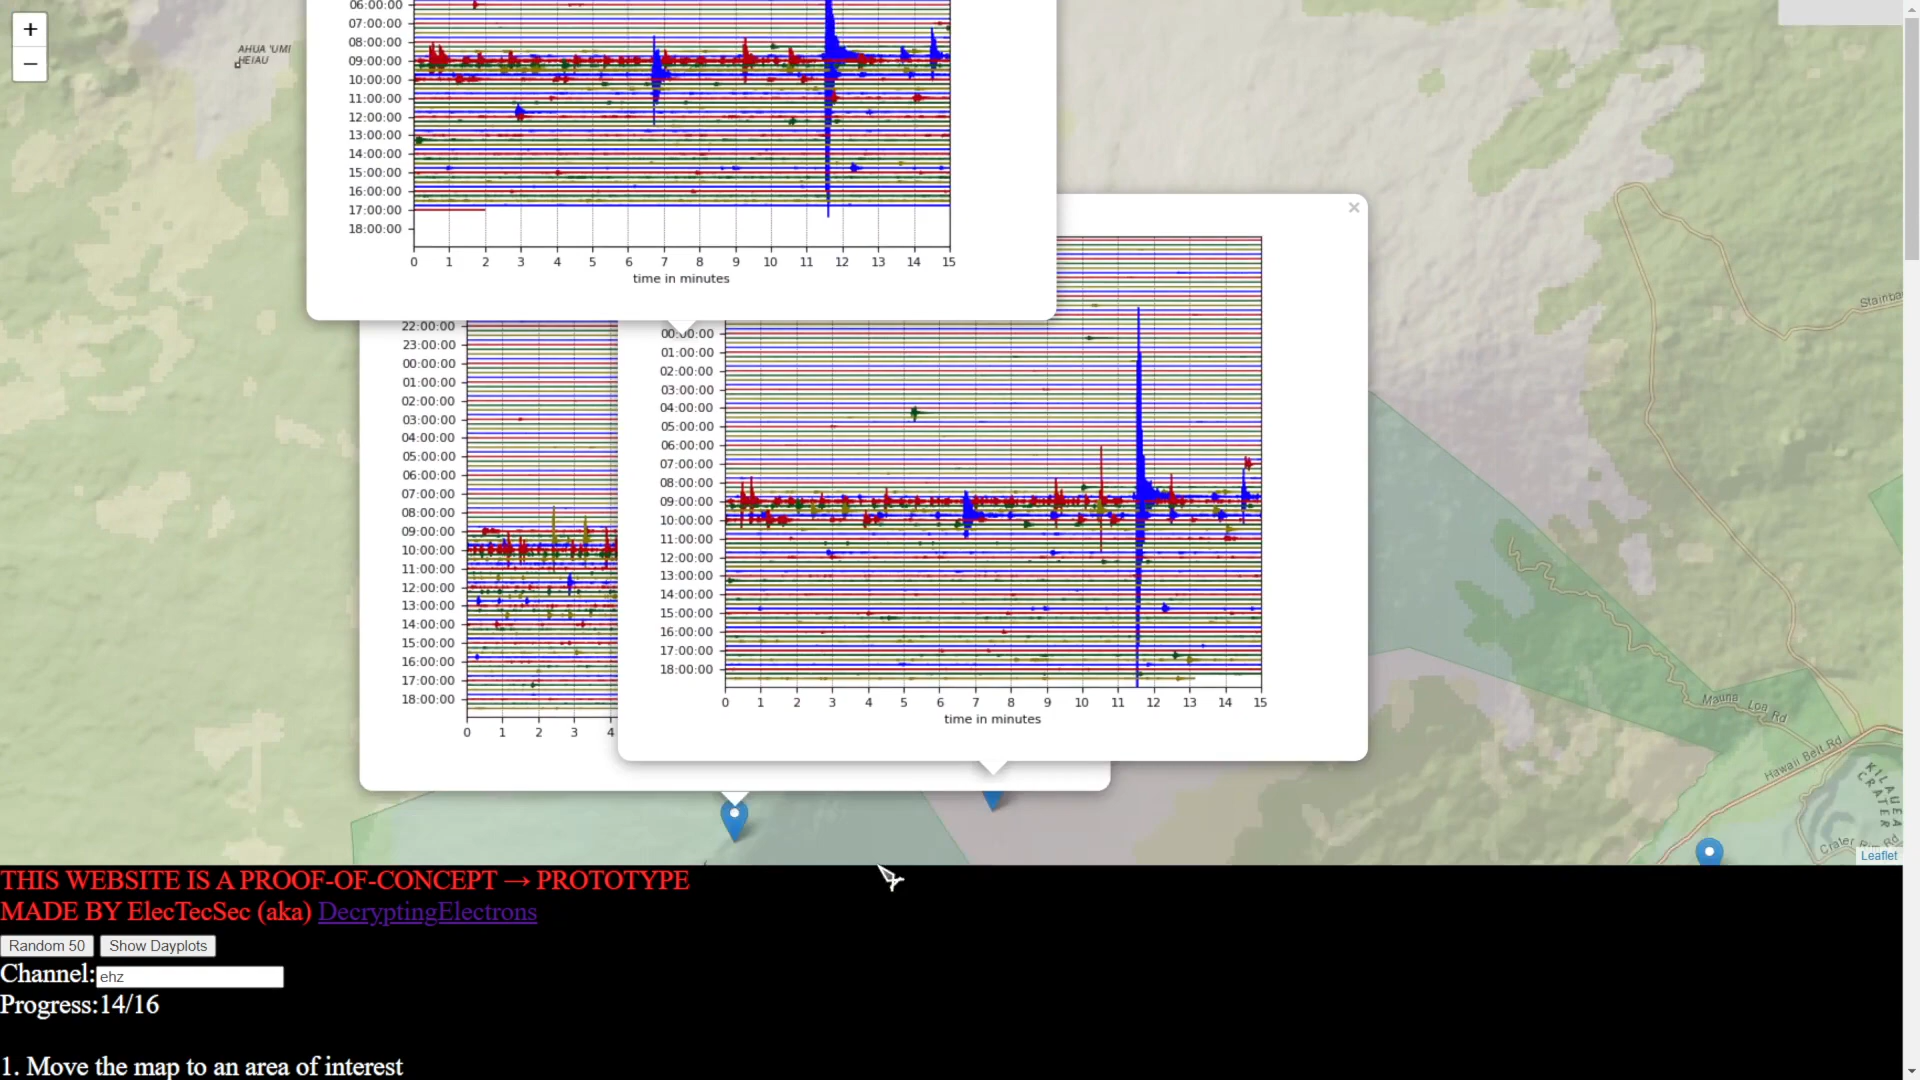 +
−
AHUA 'UMI
HEIAU
06:00:00
07:00:00
08:00:00
09:00:00
10:00:00
11:00:00
12:00:00
13:00:00
14:00:00
15:00:00
16:00:00
17:00:00
18:00:00
0 1 2 3 4 5 6 7 8 9 10 11 12 13 14 15
time in minutes
×
22:00:00
23:00:00
00:00:00
01:00:00
02:00:00
03:00:00
04:00:00
05:00:00
06:00:00
07:00:00
08:00:00
09:00:00
10:00:00
11:00:00
12:00:00
13:00:00
14:00:00
15:00:00
16:00:00
17:00:00
18:00:00
0 1 2 3 4
00:00:00
01:00:00
02:00:00
03:00:00
04:00:00
05:00:00
06:00:00
07:00:00
08:00:00
09:00:00
10:00:00
11:00:00
12:00:00
13:00:00
14:00:00
15:00:00
16:00:00
17:00:00
18:00:00
0 1 2 3 4 5 6 7 8 9 10 11 12 13 14 15
time in minutes
Stainba
Mauna Loa Rd
Hawaii Belt Rd
KILAUEA
CRATER
Crater Rim Rd
Leaflet
THIS WEBSITE IS A PROOF-OF-CONCEPT → PROTOTYPE
MADE BY ElecTecSec (aka) DecryptingElectrons
Random 50 Show Dayplots
Channel: ehz
Progress:14/16
1. Move the map to an area of interest